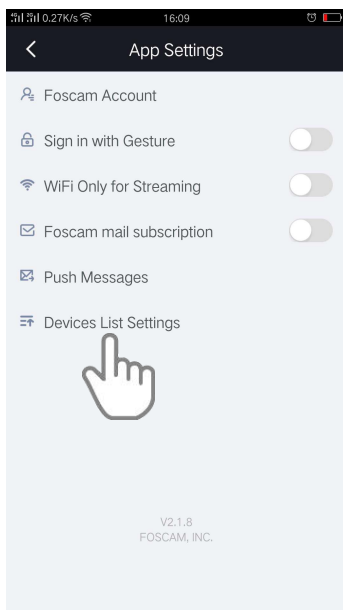 0.27K/s 16:09
App Settings
Foscam Account
Sign in with Gesture
WiFi Only for Streaming
Foscam mail subscription
Push Messages
Devices List Settings
V2.1.8
FOSCAM, INC.